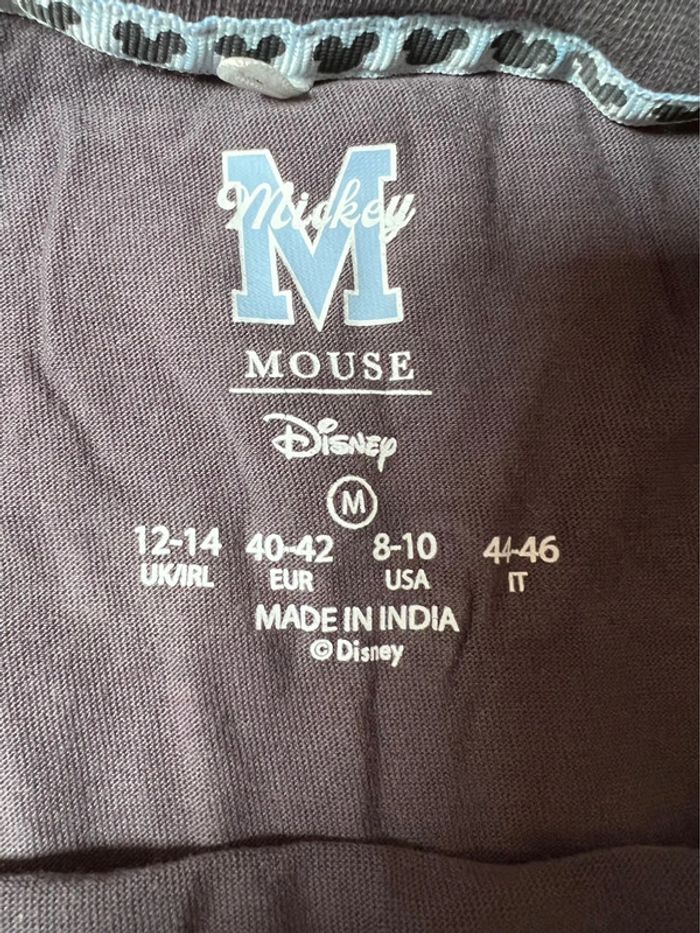 M
Mickey
MOUSE
Disney
M
12-14 40-42 8-10 44-46
UK/IRL EUR USA IT
MADE IN INDIA
©Disney